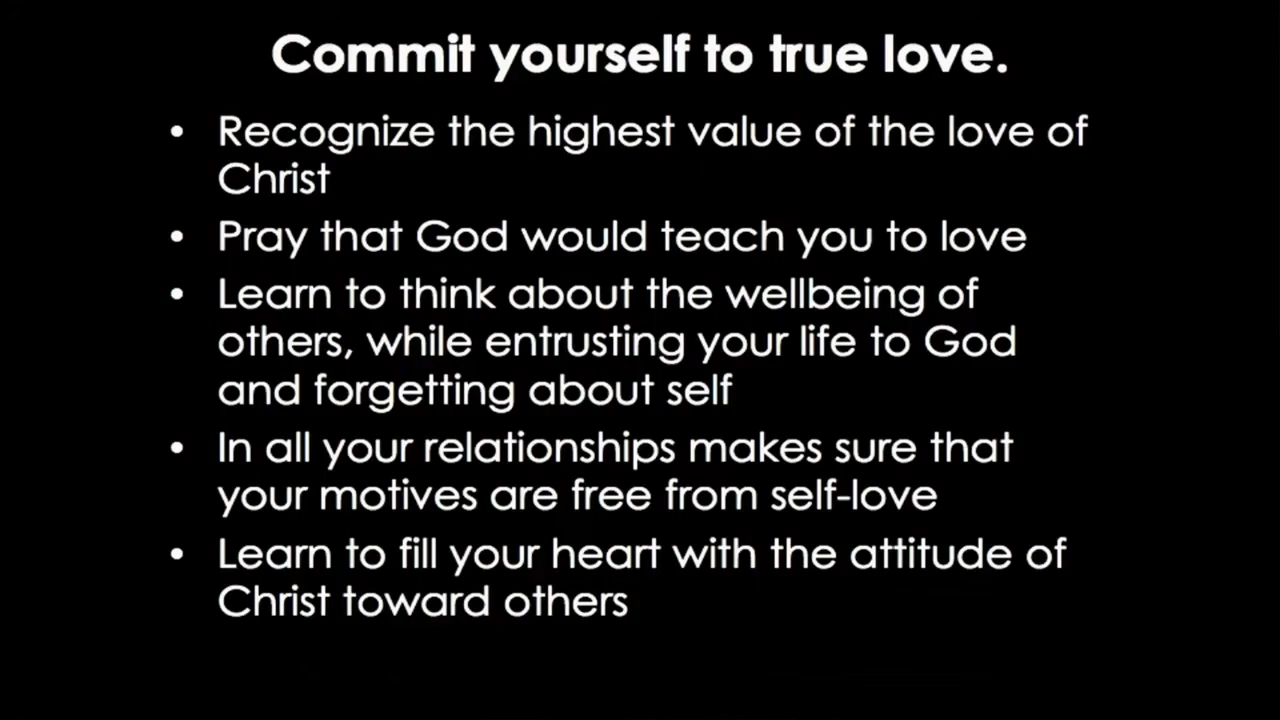 Commit yourself to true love.
• Recognize the highest value of the love of
Christ
• Pray that God would teach you to love
• Learn to think about the wellbeing of
others, while entrusting your life to God
and forgetting about self
• In all your relationships makes sure that
your motives are free from self-love
• Learn to fill your heart with the attitude of
Christ toward others